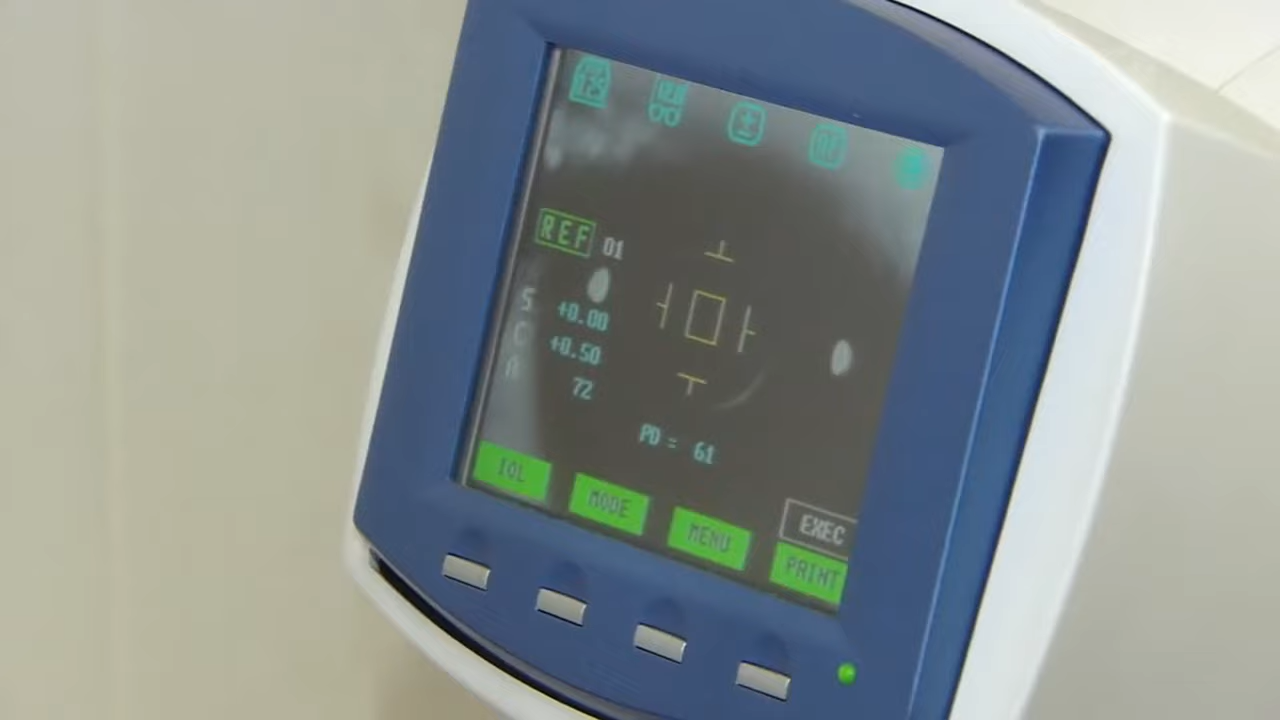 REF 01
S +0.00
C +0.50
A 72
PD = 61
EXEC
IOL MODE MENU PRINT